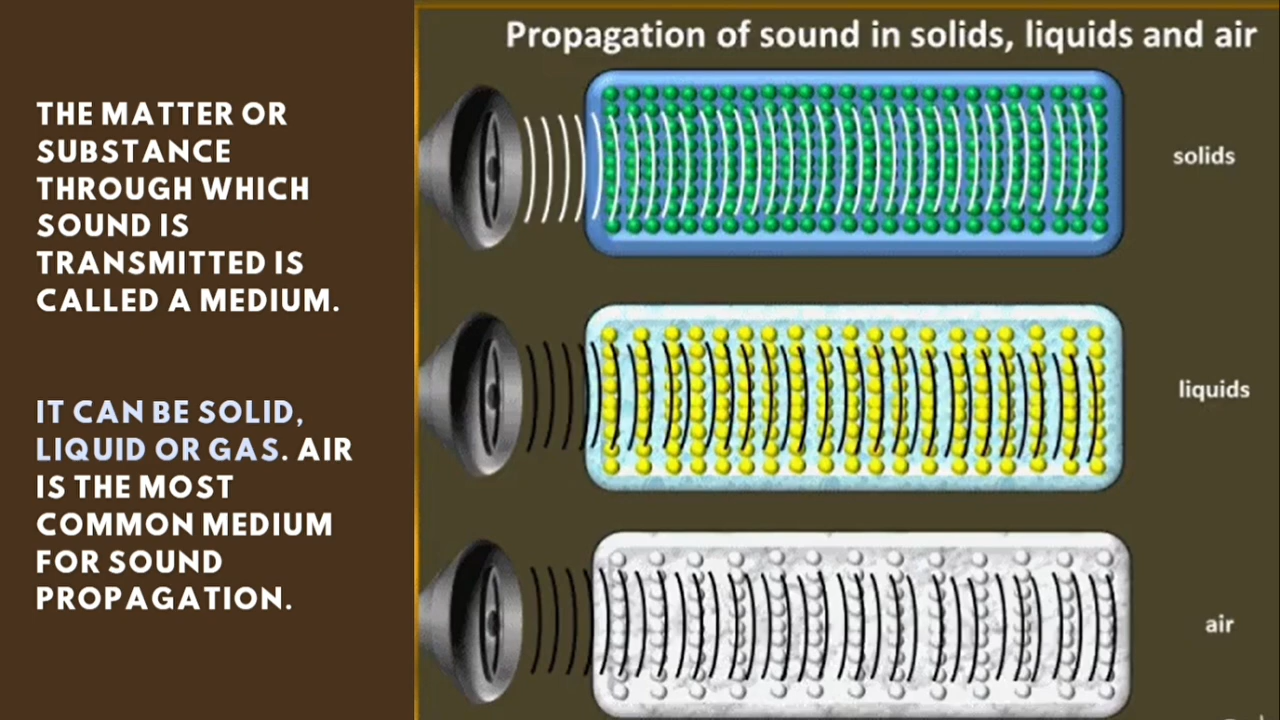 Propagation of sound in solids, liquids and air
THE MATTER OR
SUBSTANCE
THROUGH WHICH
SOUND IS
TRANSMITTED IS
CALLED A MEDIUM.
IT CAN BE SOLID,
LIQUID OR GAS. AIR
IS THE MOST
COMMON MEDIUM
FOR SOUND
PROPAGATION.
solids
liquids
air